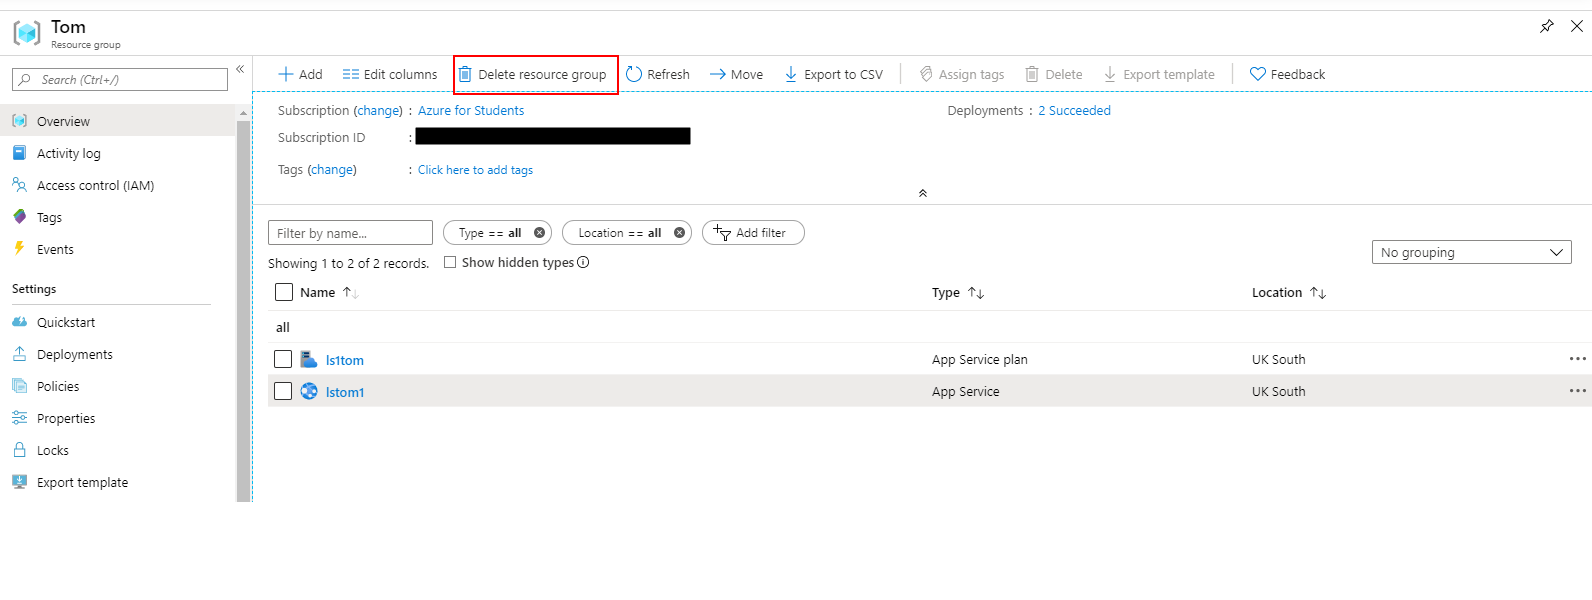 Tom
Resource group
Search (Ctrl+/)
«
Overview
Activity log
Access control (IAM)
Tags
Events
Settings
Quickstart
Deployments
Policies
Properties
Locks
Export template
Add
Edit columns
Delete resource group
Refresh
Move
Export to CSV
Assign tags
Delete
Export template
Feedback
Subscription (change) : Azure for Students
Deployments : 2 Succeeded
Subscription ID :
Tags (change) : Click here to add tags
Filter by name...
Type == all
Location == all
Add filter
Showing 1 to 2 of 2 records.
Show hidden types
No grouping
Name
Type
Location
all
ls1tom
App Service plan
UK South
lstom1
App Service
UK South